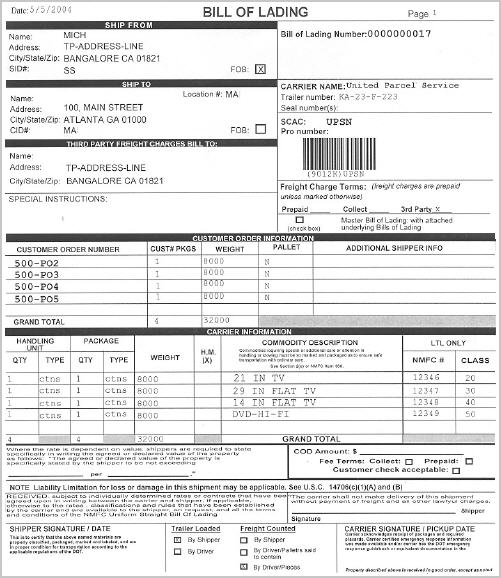 Date: 5/5/2004 BILL OF LADING Page 1
SHIP FROM
Name: MICH
Address: TP-ADDRESS-LINE
City/State/Zip: BANGALORE CA 01821
SID#: SS FOB: X
Bill of Lading Number: 0000000017
SHIP TO
Location #: MA
Name:
Address: 100, MAIN STREET
City/State/Zip: ATLANTA GA 01000
CID#: MA FOB:
CARRIER NAME: United Parcel Service
Trailer number: KA-23-F-223
Seal number(s):
SCAC: UPSN
Pro number:
(9012K)UPSN
THIRD PARTY FREIGHT CHARGES BILL TO:
Name:
Address: TP-ADDRESS-LINE
City/State/Zip: BANGALORE CA 01821
SPECIAL INSTRUCTIONS:
Freight Charge Terms: (freight charges are prepaid
unless marked otherwise)
Prepaid Collect 3rd Party X
(check box) Master Bill of Lading: with attached
underlying Bills of Lading
CUSTOMER ORDER INFORMATION
CUSTOMER ORDER NUMBER CUST# PKGS WEIGHT PALLET ADDITIONAL SHIPPER INFO
500-PO2 1 8000 N
500-PO3 1 8000 N
500-PO4 1 8000 N
500-PO5 1 8000 N
GRAND TOTAL 4 32000
CARRIER INFORMATION
HANDLING UNIT PACKAGE WEIGHT H.M. (X) COMMODITY DESCRIPTION LTL ONLY
Commodities requiring special or additional care or attention in
handling or stowing must be so marked and packaged as to ensure safe
transportation with ordinary care.
QTY TYPE QTY TYPE NMFC # CLASS
1 ctns 1 ctns 8000 21 IN TV 12346 20
1 ctns 1 ctns 8000 29 IN FLAT TV 12347 30
1 ctns 1 ctns 8000 14 IN FLAT TV 12348 40
1 ctns 1 ctns 8000 DVD-HI-FI 12349 50
4 4 32000 GRAND TOTAL
Where the rate is dependent on value, shippers are required to state
specifically in writing the agreed or declared value of the property
as follows: "The agreed or declared value of the property is
specifically stated by the shipper to be not exceeding
per
COD Amount: $
Fee Terms: Collect: Prepaid:
Customer check acceptable:
NOTE Liability Limitation for loss or damage in this shipment may be applicable. See U.S.C. 14706(c)(1)(A) and (B)
RECEIVED, subject to individually determined rates or contracts that have been
agreed upon in writing between the carrier and shipper, if applicable,
otherwise to the rates, classifications and rules that have been established
by the carrier and are available to the shipper, on request, and all the terms
and conditions of the NMFC Uniform Straight Bill Of Lading.
The carrier shall not make delivery of this shipment
without payment of freight and all other lawful charges.
Shipper
Signature
SHIPPER SIGNATURE / DATE
This is to certify that the above named materials are
properly classified, packaged, marked and labeled, and are
in proper condition for transportation according to the
applicable regulations of the DOT.
Trailer Loaded
X By Shipper
By Driver
Freight Counted
By Shipper
By Driver/Pallets said
to contain
X By Driver/Pieces
CARRIER SIGNATURE / PICKUP DATE
Carrier acknowledges receipt of packages and required
placards. Carrier certifies emergency response information
was made available and/or carrier has the DOT emergency
response guidebook or equivalent documentation in the
Property described above is received in good order, except as noted